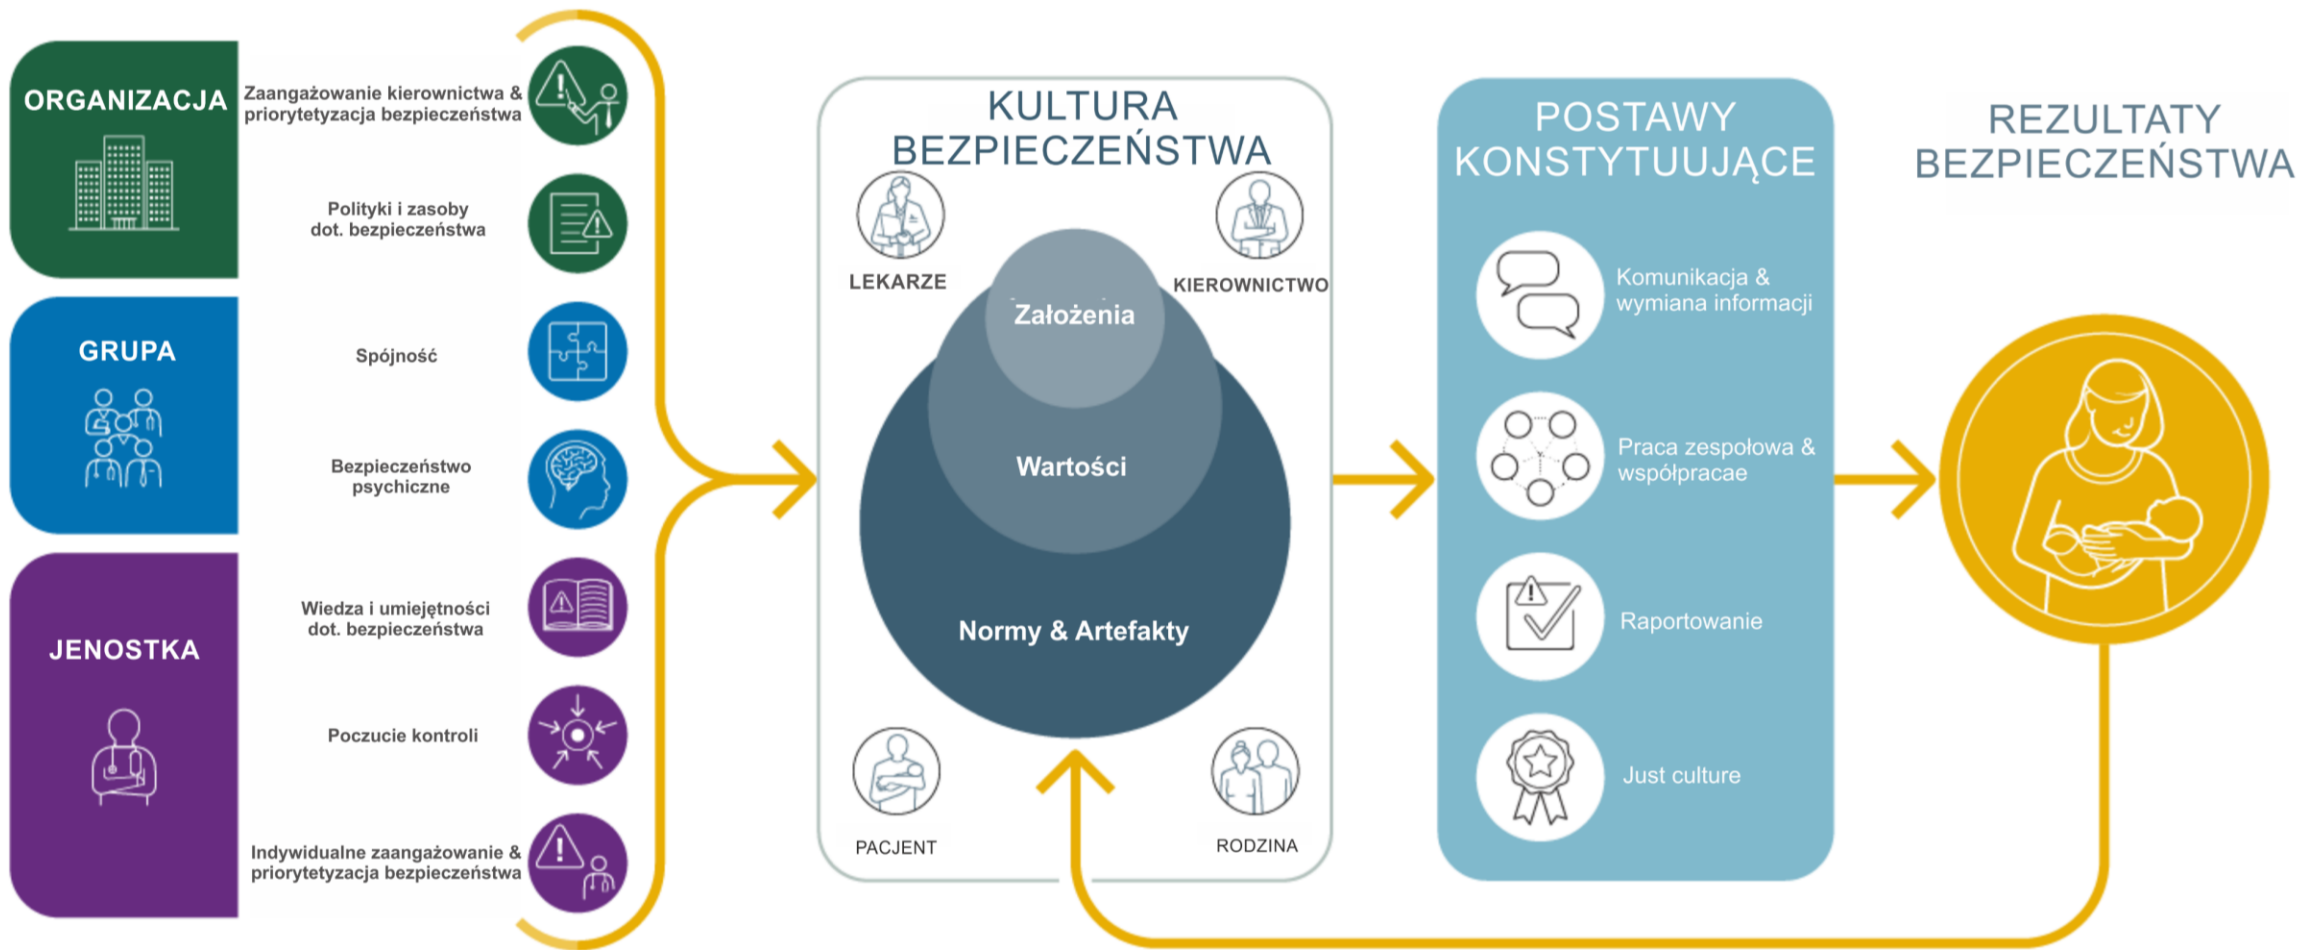 ORGANIZACJA
Zaangażowanie kierownictwa &
priorytetyzacja bezpieczeństwa
Polityki i zasoby
dot. bezpieczeństwa
GRUPA
Spójność
Bezpieczeństwo
psychiczne
JENOSTKA
Wiedza i umiejętności
dot. bezpieczeństwa
Poczucie kontroli
Indywidualne zaangażowanie &
priorytetyzacja bezpieczeństwa
KULTURA
BEZPIECZEŃSTWA
LEKARZE
KIEROWNICTWO
Założenia
Wartości
Normy & Artefakty
PACJENT
RODZINA
POSTAWY
KONSTYTUUJĄCE
Komunikacja &
wymiana informacji
Praca zespołowa &
współpracae
Raportowanie
Just culture
REZULTATY
BEZPIECZEŃSTWA